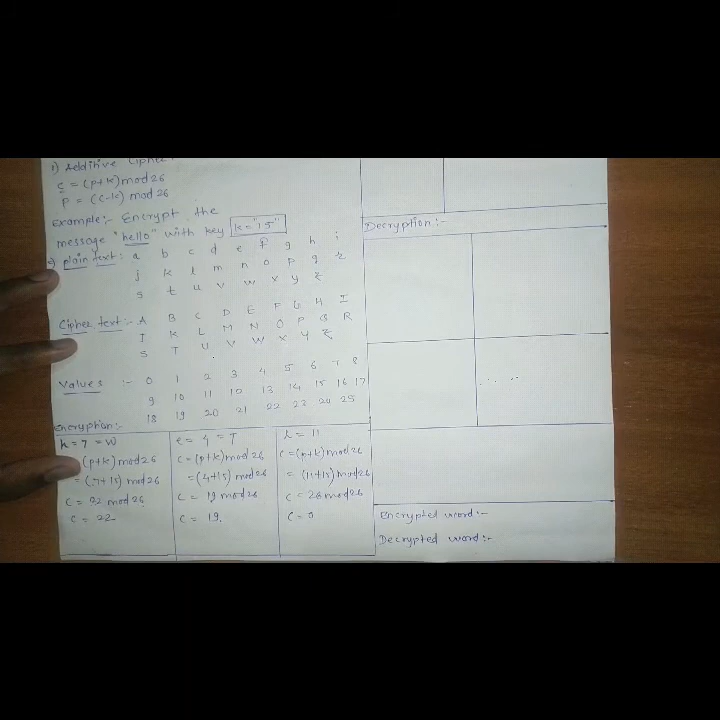 1) Additive Cipher:
C = (P+K) mod 26
P = (C-K) mod 26
Example:- Encrypt the
message "hello" with key K="15"
plain text: a b c d e f g h i
j k l m n o p q r
s t u v w x y z
Cipher text:- A B C D E F G H I
J K L M N O P Q R
S T U V W X Y Z
Values :- 0 1 2 3 4 5 6 7 8
9 10 11 10 13 14 15 16 17
18 19 20 21 22 23 24 25
Encryption:-
h = 7 = W
(P+K) mod 26
= (7+15) mod 26
C = 22 mod 26
C = 22
e = 4 = T
C = (P+K) mod 26
= (4+15) mod 26
C = 19 mod 26
C = 19.
l = 11
C = (P+K) mod 26
= (11+15) mod 26
C = 26 mod 26
C = 0
Decryption:-
Encrypted word:-
Decrypted word:-